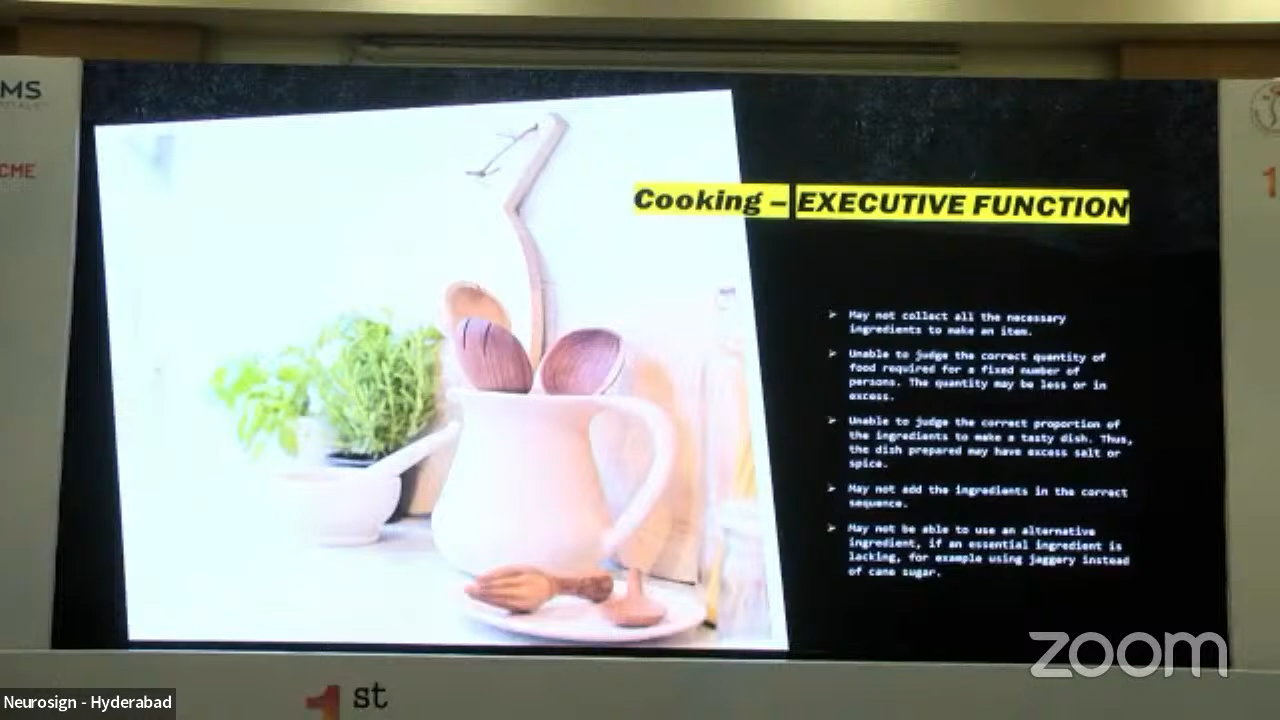 MS
CME
Cooking – EXECUTIVE FUNCTION
➢ May not collect all the necessary
ingredients to make an item.
➢ Unable to judge the correct quantity of
food required for a fixed number of
persons. The quantity may be less or in
excess.
➢ Unable to judge the correct proportion of
the ingredients to make a tasty dish. Thus,
the dish prepared may have excess salt or
spice.
➢ May not add the ingredients in the correct
sequence.
➢ May not be able to use an alternative
ingredient, if an essential ingredient is
lacking, for example using jaggery instead
of cane sugar.
1
zoom
Neurosign - Hyderabad
1st